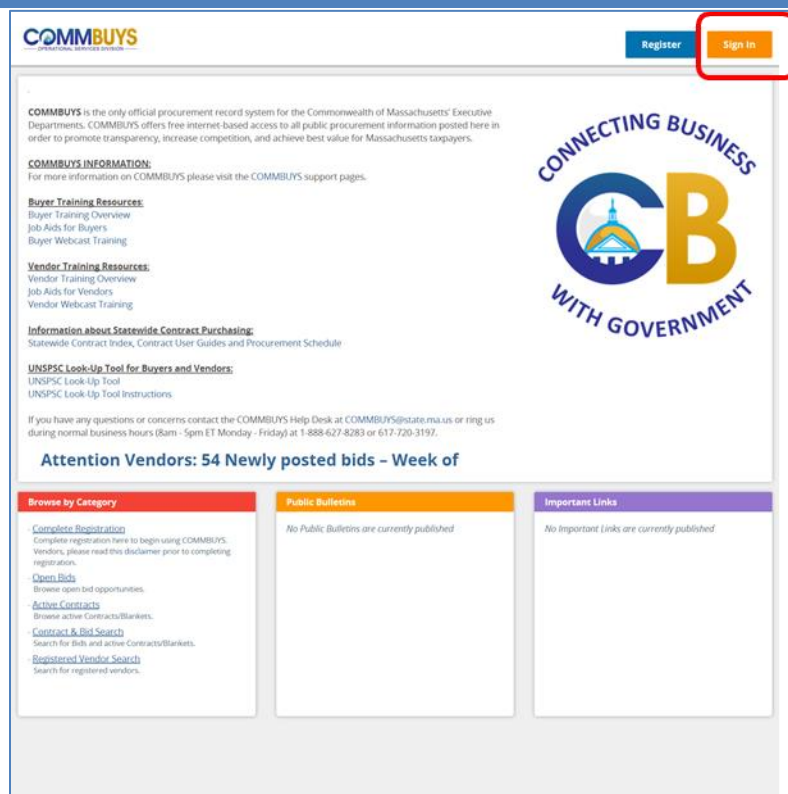 COMMBUYS
OPERATIONAL SERVICES DIVISION
Register
Sign In
COMMBUYS is the only official procurement record system for the Commonwealth of Massachusetts' Executive
Departments. COMMBUYS offers free internet-based access to all public procurement information posted here in
order to promote transparency, increase competition, and achieve best value for Massachusetts taxpayers.
COMMBUYS INFORMATION:
For more information on COMMBUYS please visit the COMMBUYS support pages.
Buyer Training Resources:
Buyer Training Overview
Job Aids for Buyers
Buyer Webcast Training
Vendor Training Resources:
Vendor Training Overview
Job Aids for Vendors
Vendor Webcast Training
Information about Statewide Contract Purchasing:
Statewide Contract Index, Contract User Guides and Procurement Schedule
UNSPSC Look-Up Tool for Buyers and Vendors:
UNSPSC Look-Up Tool
UNSPSC Look-Up Tool Instructions
If you have any questions or concerns contact the COMMBUYS Help Desk at COMMBUYS@state.ma.us or ring us
during normal business hours (8am - 5pm ET Monday - Friday) at 1-888-627-8283 or 617-720-3197.
CONNECTING BUSINESS
CB
WITH GOVERNMENT
Attention Vendors: 54 Newly posted bids – Week of
Browse by Category
- Complete Registration
Complete registration here to begin using COMMBUYS.
Vendors, please read this disclaimer prior to completing
registration.
- Open Bids
Browse open bid opportunities.
- Active Contracts
Browse active Contracts/Blankets.
- Contract & Bid Search
Search for Bids and active Contracts/Blankets.
- Registered Vendor Search
Search for registered vendors.
Public Bulletins
No Public Bulletins are currently published
Important Links
No Important Links are currently published